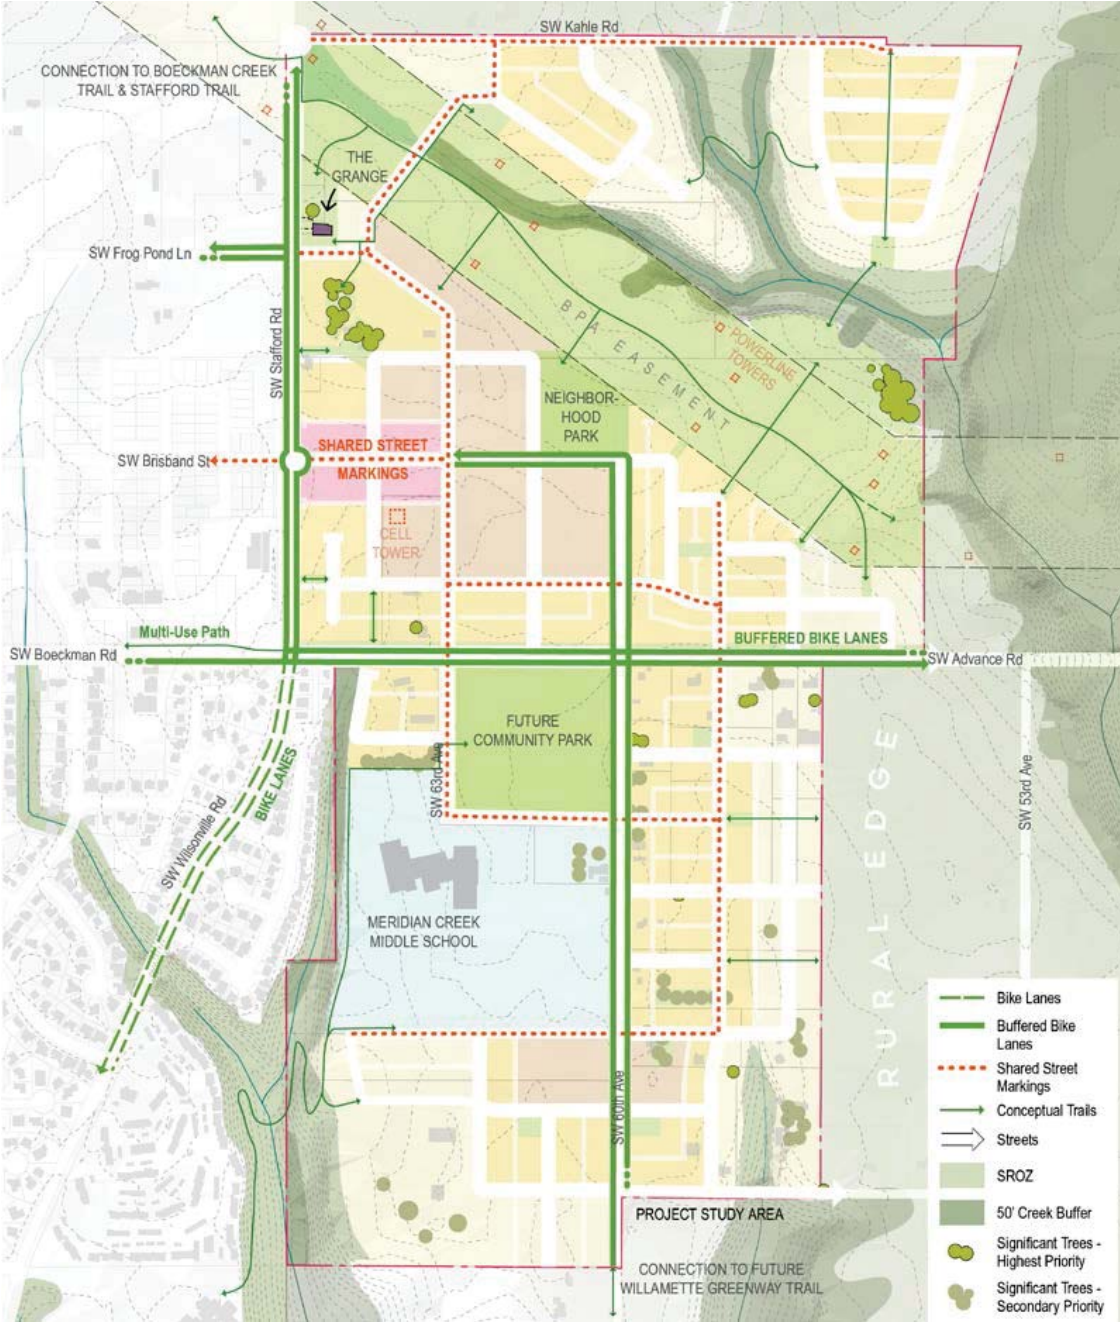 SW Kahle Rd
CONNECTION TO BOECKMAN CREEK
TRAIL & STAFFORD TRAIL
THE
GRANGE
SW Frog Pond Ln
SW Stafford Rd
BPA EASEMENT
POWERLINE
TOWERS
NEIGHBOR-
HOOD
PARK
SHARED STREET
MARKINGS
SW Brisband St
CELL
TOWER
Multi-Use Path
BUFFERED BIKE LANES
SW Boeckman Rd
SW Advance Rd
FUTURE
COMMUNITY PARK
SW 63rd Ave
BIKE LANES
SW Wilsonville Rd
RURAL EDGE
SW 53rd Ave
MERIDIAN CREEK
MIDDLE SCHOOL
SW 60th Ave
PROJECT STUDY AREA
CONNECTION TO FUTURE
WILLAMETTE GREENWAY TRAIL
Bike Lanes
Buffered Bike
Lanes
Shared Street
Markings
Conceptual Trails
Streets
SROZ
50' Creek Buffer
Significant Trees -
Highest Priority
Significant Trees -
Secondary Priority